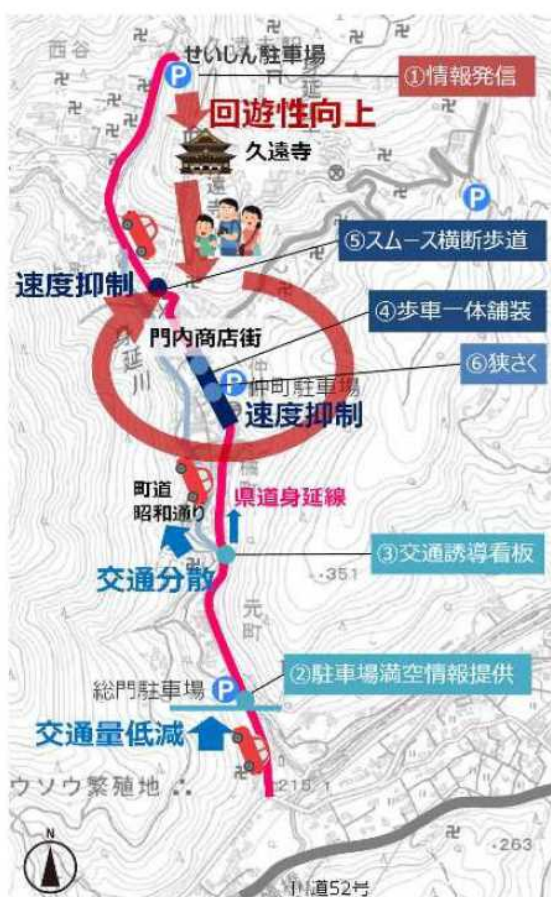 西谷
せいしん駐車場
P
①情報発信
回遊性向上
久遠寺
P
⑤スムース横断歩道
速度抑制
④歩車一体舗装
門内商店街
⑥狭さく
P
仲町駐車場
身延川
速度抑制
町道
昭和通り
県道身延線
③交通誘導看板
交通分散
・351
元町
②駐車場満空情報提供
総門駐車場
P
交通量低減
215.1
ウソウ繁殖地
・263
N
国道52号